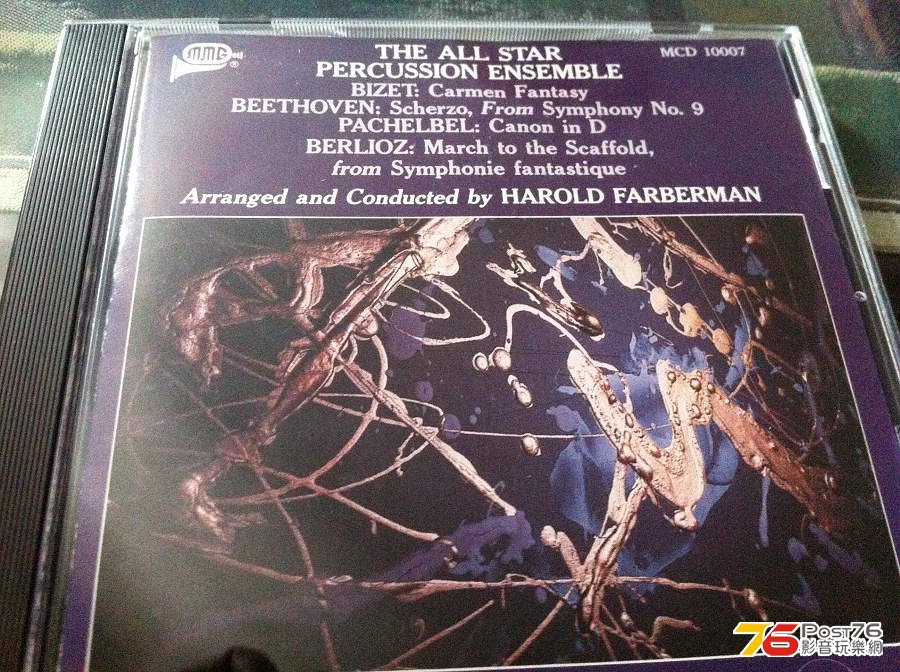 MMG
®
THE ALL STAR
MCD 10007
PERCUSSION ENSEMBLE
BIZET: Carmen Fantasy
BEETHOVEN: Scherzo, From Symphony No. 9
PACHELBEL: Canon in D
BERLIOZ: March to the Scaffold,
from Symphonie fantastique
Arranged and Conducted by HAROLD FARBERMAN
76 POST76
影音玩樂網